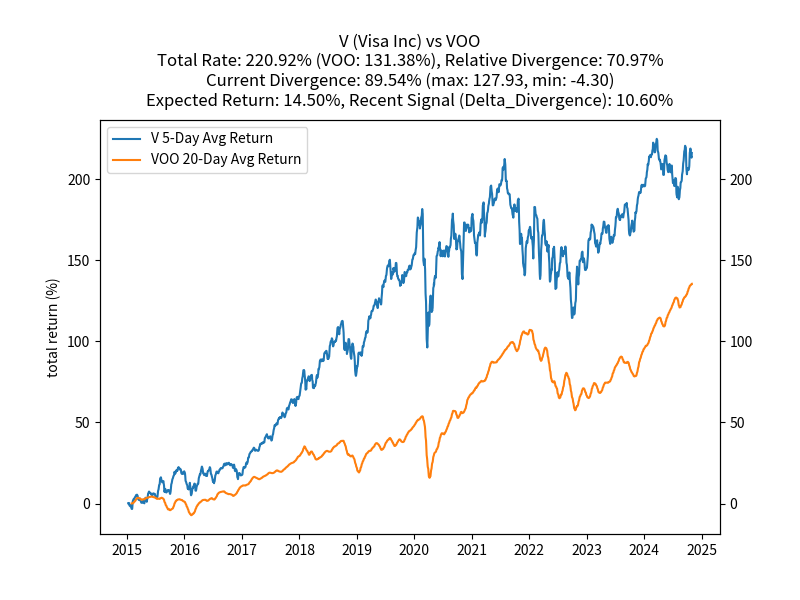 V (Visa Inc) vs VOO
Total Rate: 220.92% (VOO: 131.38%), Relative Divergence: 70.97%
Current Divergence: 89.54% (max: 127.93, min: -4.30)
Expected Return: 14.50%, Recent Signal (Delta_Divergence): 10.60%
V 5-Day Avg Return
VOO 20-Day Avg Return
total return (%)
200
150
100
50
0
200
150
100
50
0
2015 2016 2017 2018 2019 2020 2021 2022 2023 2024 2025